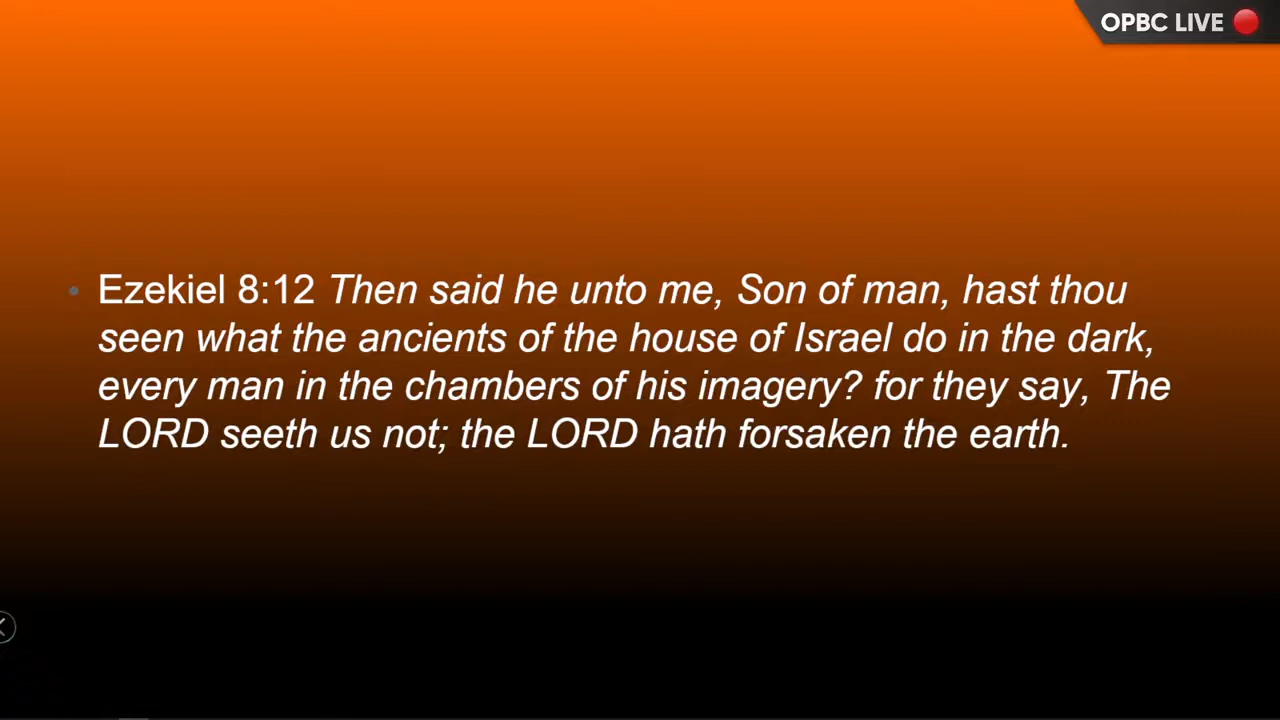 OPBC LIVE
• Ezekiel 8:12 Then said he unto me, Son of man, hast thou
seen what the ancients of the house of Israel do in the dark,
every man in the chambers of his imagery? for they say, The
LORD seeth us not; the LORD hath forsaken the earth.